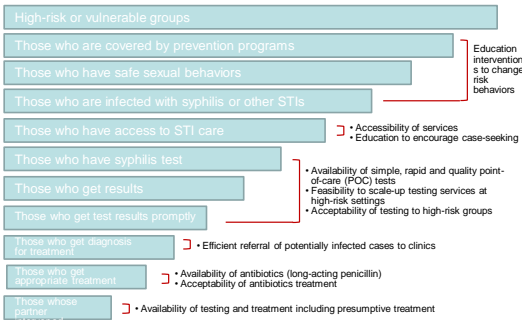 High-risk or vulnerable groups
Those who are covered by prevention programs
Those who have safe sexual behaviors
Those who are infected with syphilis or other STIs
Education
intervention
s to change
risk
behaviors
Those who have access to STI care
• Accessibility of services
• Education to encourage case-seeking
Those who have syphilis test
Those who get results
Those who get test results promptly
• Availability of simple, rapid and quality point-
of-care (POC) tests
• Feasibility to scale-up testing services at
high-risk settings
• Acceptability of testing to high-risk groups
Those who get diagnosis
for treatment
• Efficient referral of potentially infected cases to clinics
Those who get
appropriate treatment
• Availability of antibiotics (long-acting penicillin)
• Acceptability of antibiotics treatment
Those whose
partner
• Availability of testing and treatment including presumptive treatment